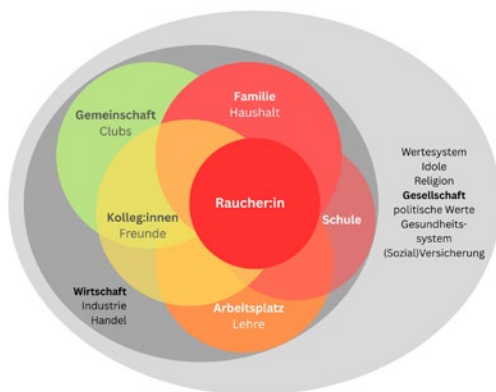 Gemeinschaft
Clubs
Familie
Haushalt
Kolleg:innen
Freunde
Raucher:in
Schule
Arbeitsplatz
Lehre
Wirtschaft
Industrie
Handel
Wertesystem
Idole
Religion
Gesellschaft
politische Werte
Gesundheits-
system
(Sozial)Versicherung